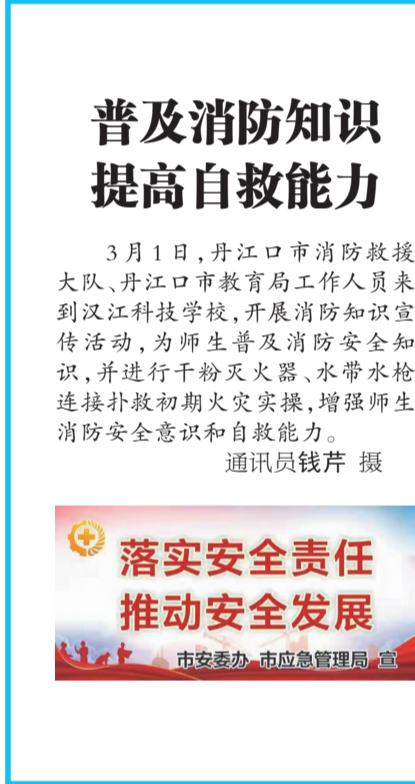 普及消防知识
提高自救能力
3月1日,丹江口市消防救援
大队、丹江口市教育局工作人员来
到汉江科技学校,开展消防知识宣
传活动,为师生普及消防安全知
识,并进行干粉灭火器、水带水枪
连接扑救初期火灾实操,增强师生
消防安全意识和自救能力。
通讯员钱芹 摄
落实安全责任
推动安全发展
市安委办 市应急管理局 宣